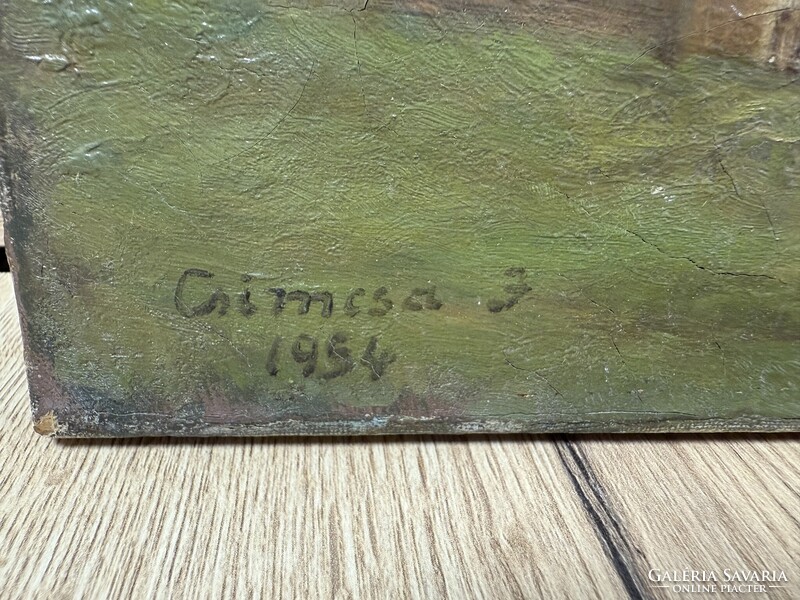 Csimcsa J
1954
GALÉRIA SAVARIA
ONLINE PIACTÉR